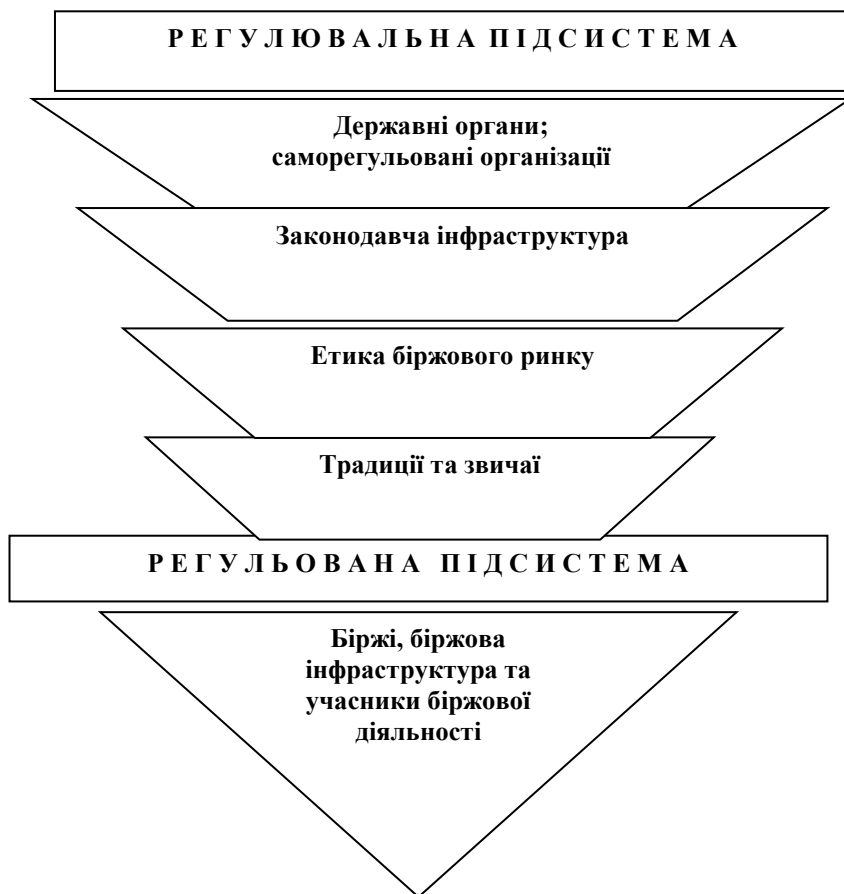 Р Е Г У Л Ю В А Л Ь Н А П І Д С И С Т Е М А
Державні органи;
саморегульовані організації
Законодавча інфраструктура
Етика біржового ринку
Традиції та звичаї
Р Е Г У Л Ь О В А Н А П І Д С И С Т Е М А
Біржі, біржова
інфраструктура та
учасники біржової
діяльності